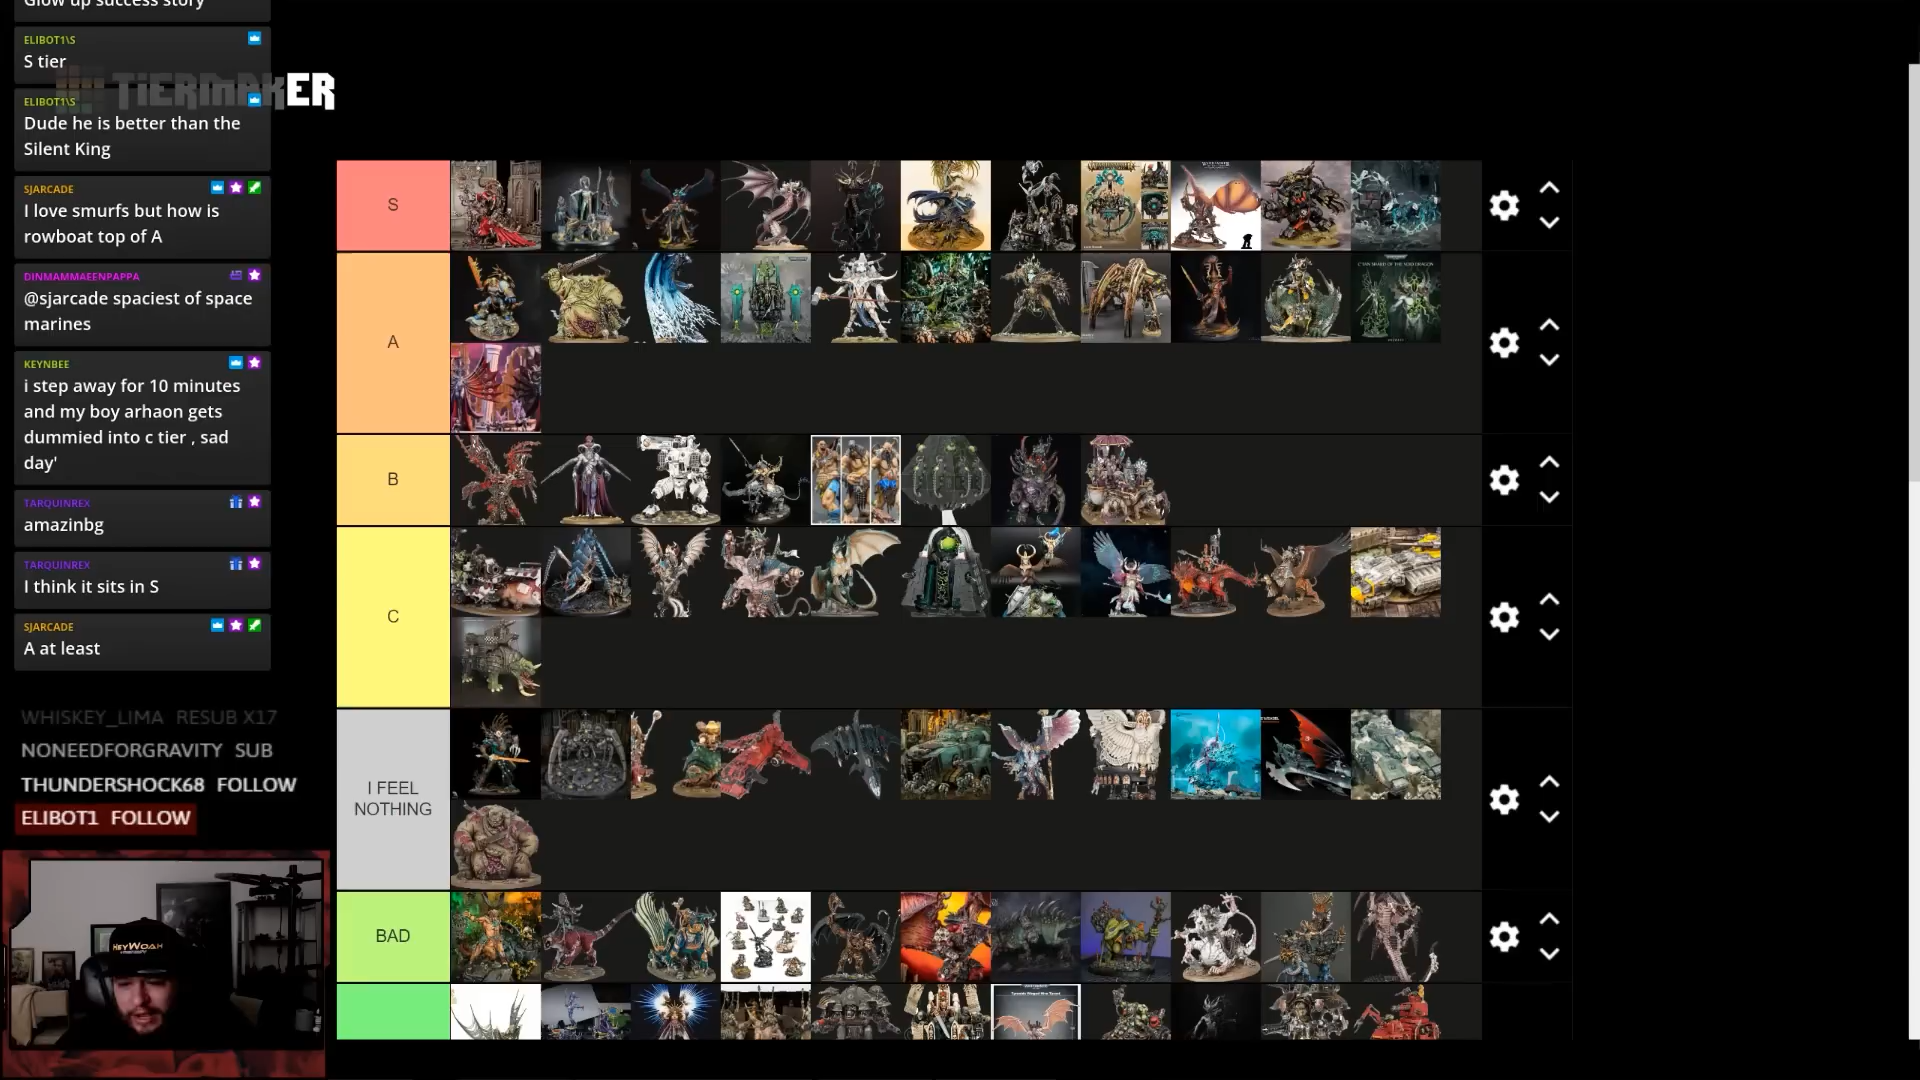 Glow up success story
ELIBOT1\S
S tier
TIERMAKER
ELIBOT1\S
Dude he is better than the
Silent King
SJARCADE
I love smurfs but how is
rowboat top of A
DINMAMMAEENPAPPA
@sjarcade spaciest of space
marines
KEYNBEE
i step away for 10 minutes
and my boy arhaon gets
dummied into c tier , sad
day'
TARQUINREX
amazinbg
TARQUINREX
I think it sits in S
SJARCADE
A at least
WHISKEY_LIMA RESUB X17
NONEEDFORGRAVITY SUB
THUNDERSHOCK68 FOLLOW
ELIBOT1 FOLLOW
KEYWOAH
S
A
B
C
I FEEL
NOTHING
BAD